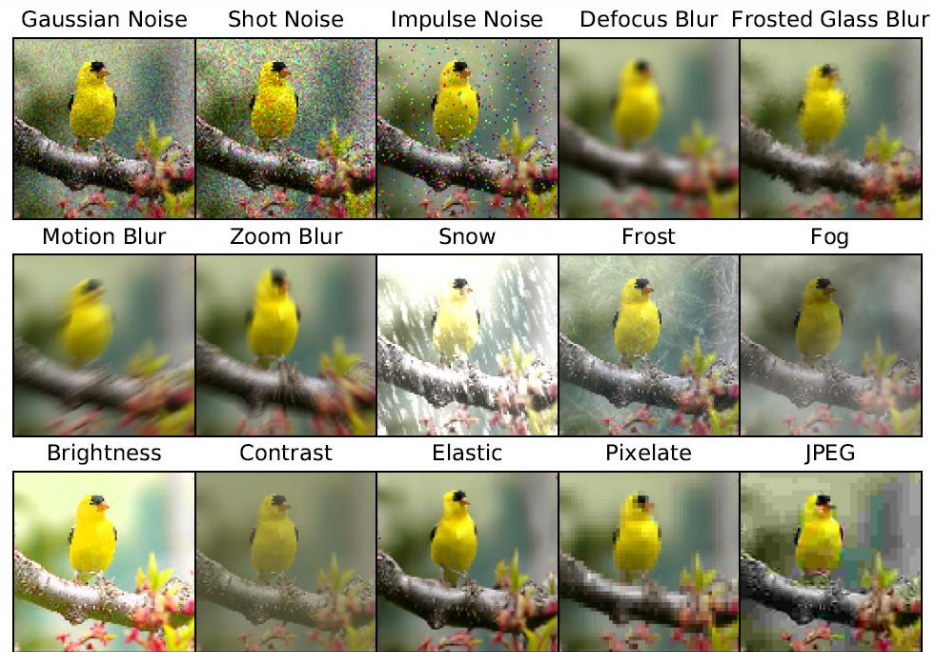 Gaussian Noise Shot Noise Impulse Noise Defocus Blur Frosted Glass Blur
Motion Blur Zoom Blur Snow Frost Fog
Brightness Contrast Elastic Pixelate JPEG